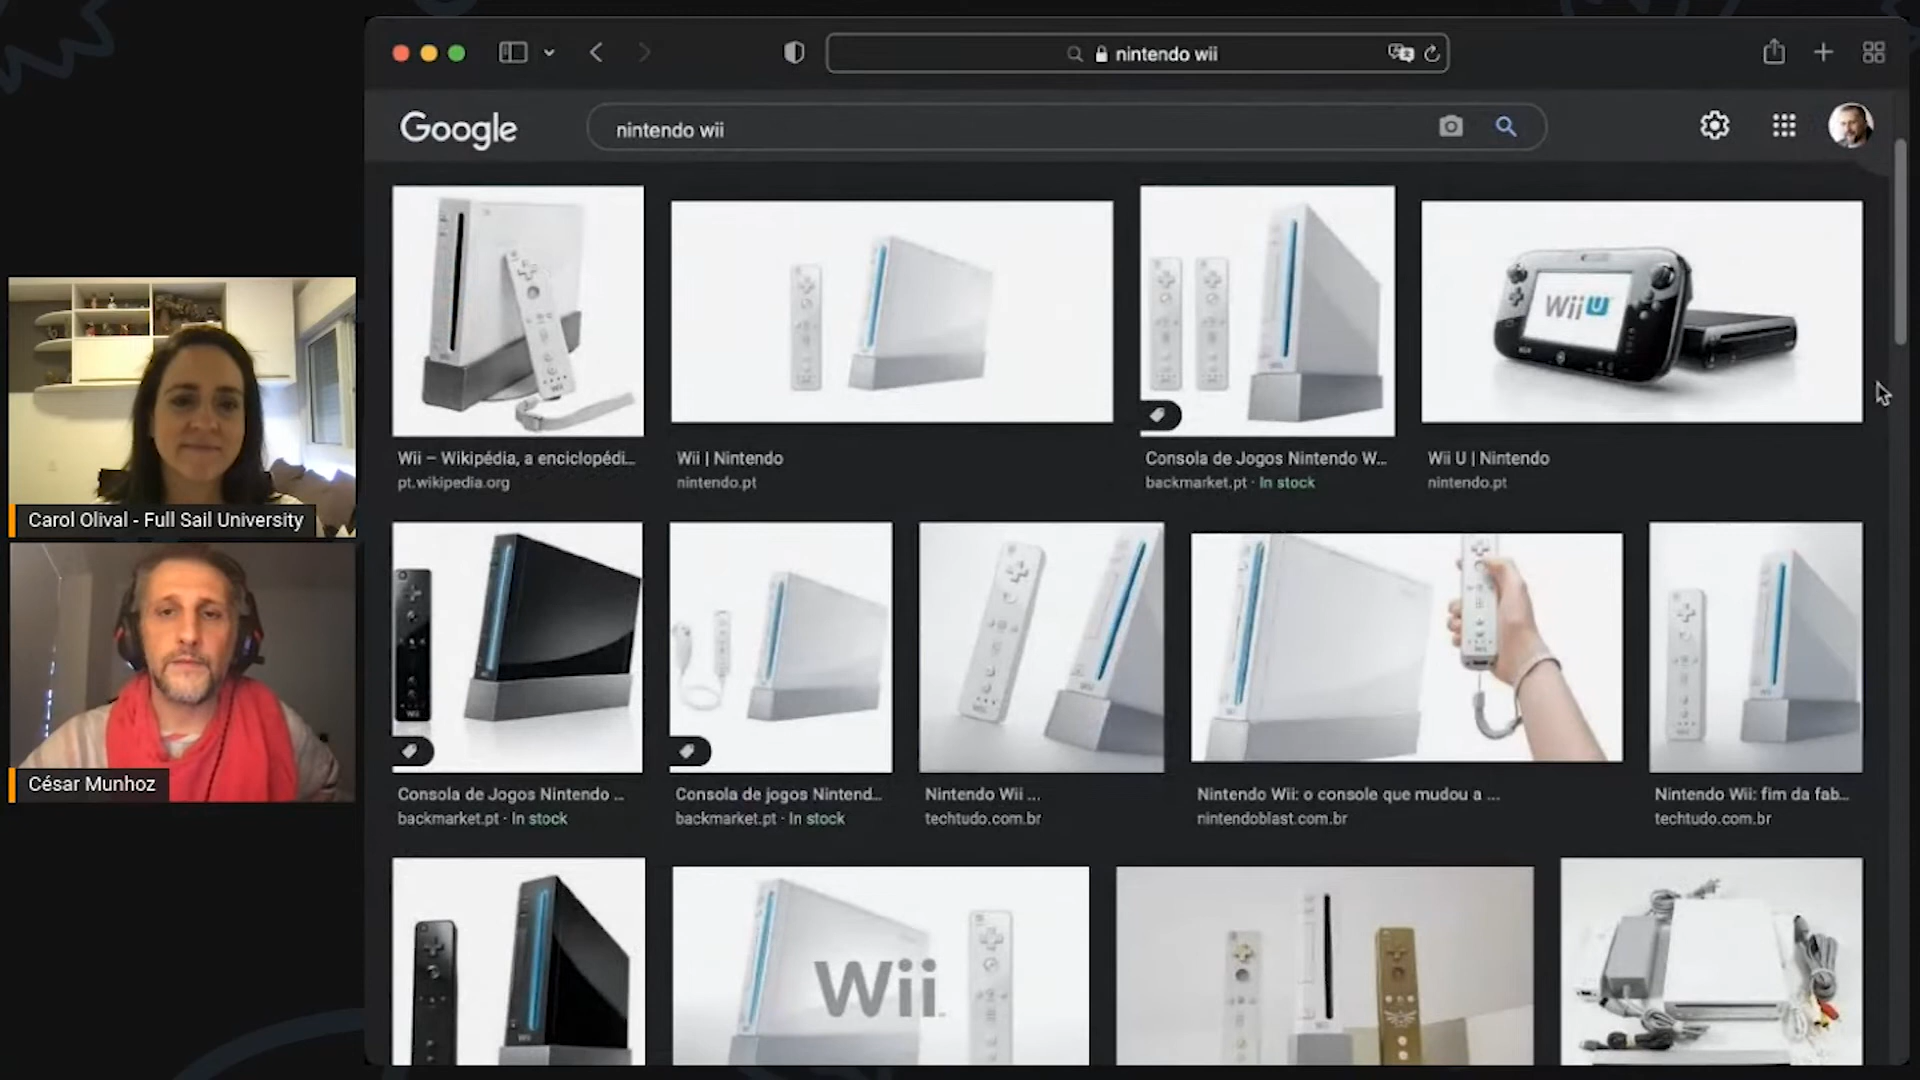 nintendo wii
Google
nintendo wii
Wii U
Wii – Wikipédia, a enciclopédi...
pt.wikipedia.org
Wii | Nintendo
nintendo.pt
Consola de Jogos Nintendo W...
backmarket.pt · In stock
Wii U | Nintendo
nintendo.pt
Carol Olival - Full Sail University
César Munhoz
Consola de Jogos Nintendo ...
backmarket.pt · In stock
Consola de jogos Nintend...
backmarket.pt · In stock
Nintendo Wii ...
techtudo.com.br
Nintendo Wii: o console que mudou a ...
nintendoblast.com.br
Nintendo Wii: fim da fab...
techtudo.com.br
Wii